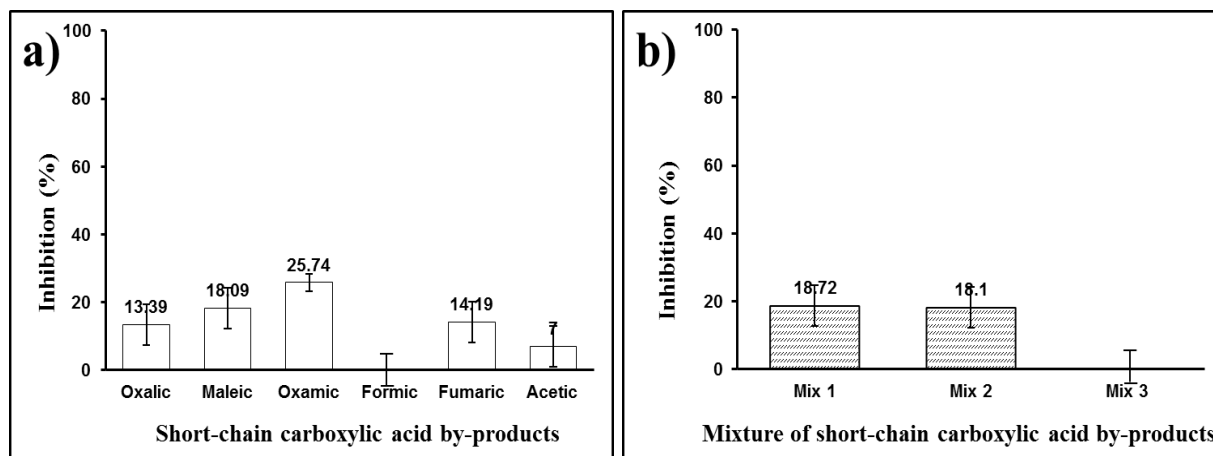 a)
Inhibition (%)
100
80
60
40
20
0
13.39
18.09
25.74
14.19
7
Oxalic Maleic Oxamic Formic Fumaric Acetic
Short-chain carboxylic acid by-products
b)
Inhibition (%)
100
80
60
40
20
0
18.72
18.1
Mix 1 Mix 2 Mix 3
Mixture of short-chain carboxylic acid by-products